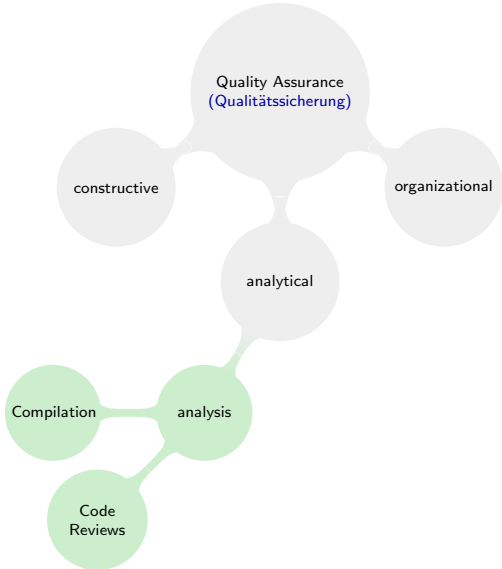 Quality Assurance
(Qualitätssicherung)
constructive
organizational
analytical
Compilation
analysis
Code
Reviews